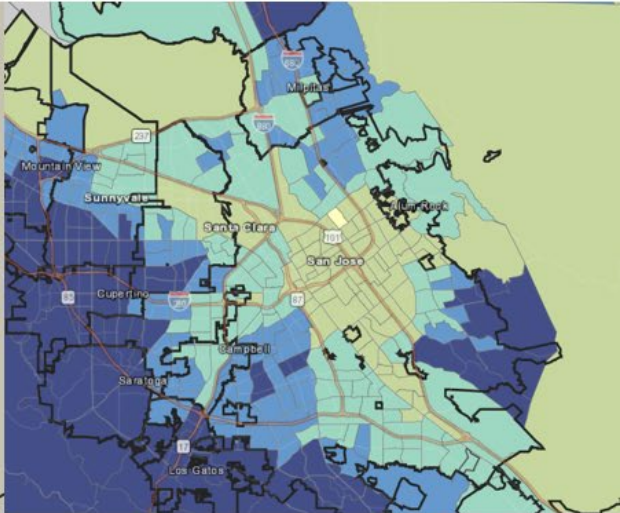 Milpitas
237
Mountain View
Sunnyvale
Alum Rock
Santa Clara
101
San Jose
Cupertino
85
280
87
Campbell
Saratoga
17
Los Gatos